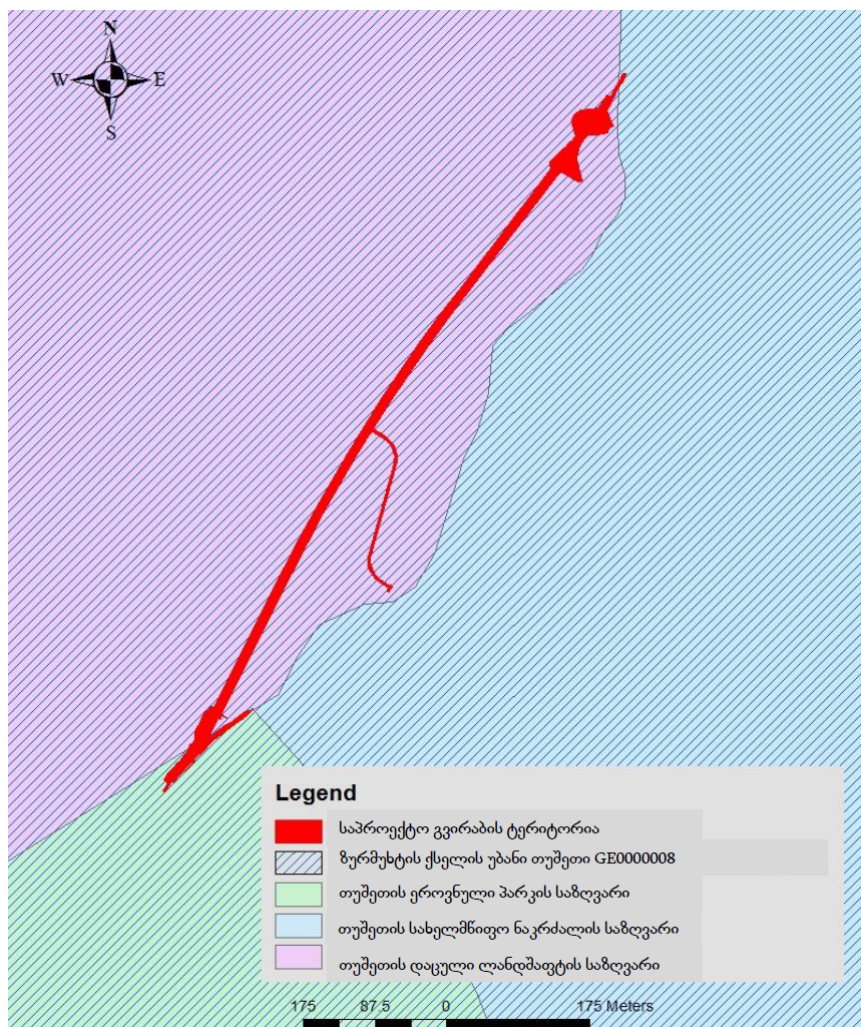 N
W E
S
Legend
საპროექტო გვირაბის ტერიტორია
ზურმუხტის ქსელის უბანი თუშეთი GE0000008
თუშეთის ეროვნული პარკის საზღვარი
თუშეთის სახელმწიფო ნაკრძალის საზღვარი
თუშეთის დაცული ლანდშაფტის საზღვარი
175 87.5 0 175 Meters